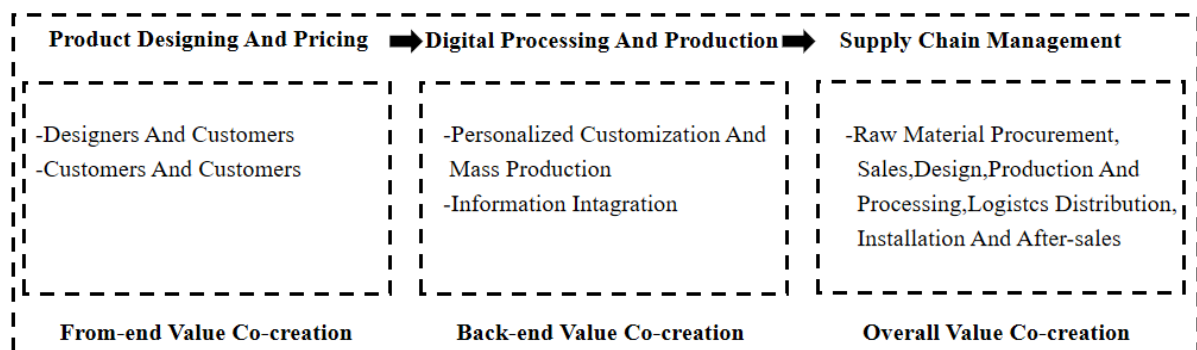 Product Designing And Pricing
Digital Processing And Production
Supply Chain Management
-Designers And Customers
-Customers And Customers
-Personalized Customization And
Mass Production
-Information Intagration
-Raw Material Procurement,
Sales,Design,Production And
Processing,Logistcs Distribution,
Installation And After-sales
From-end Value Co-creation
Back-end Value Co-creation
Overall Value Co-creation